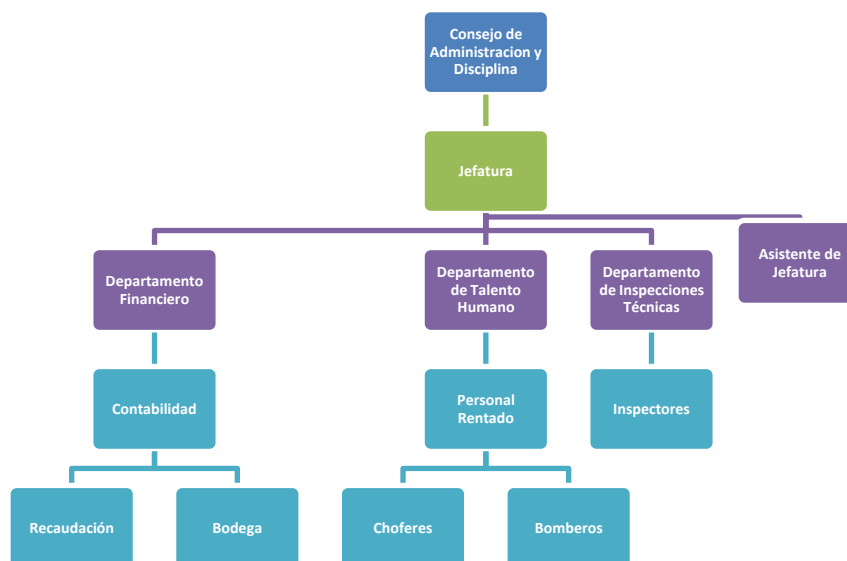 Consejo de
Administracion y
Disciplina
Jefatura
Asistente de
Jefatura
Departamento
Financiero
Departamento
de Talento
Humano
Departamento
de Inspecciones
Técnicas
Contabilidad
Personal
Rentado
Inspectores
Recaudación
Bodega
Choferes
Bomberos